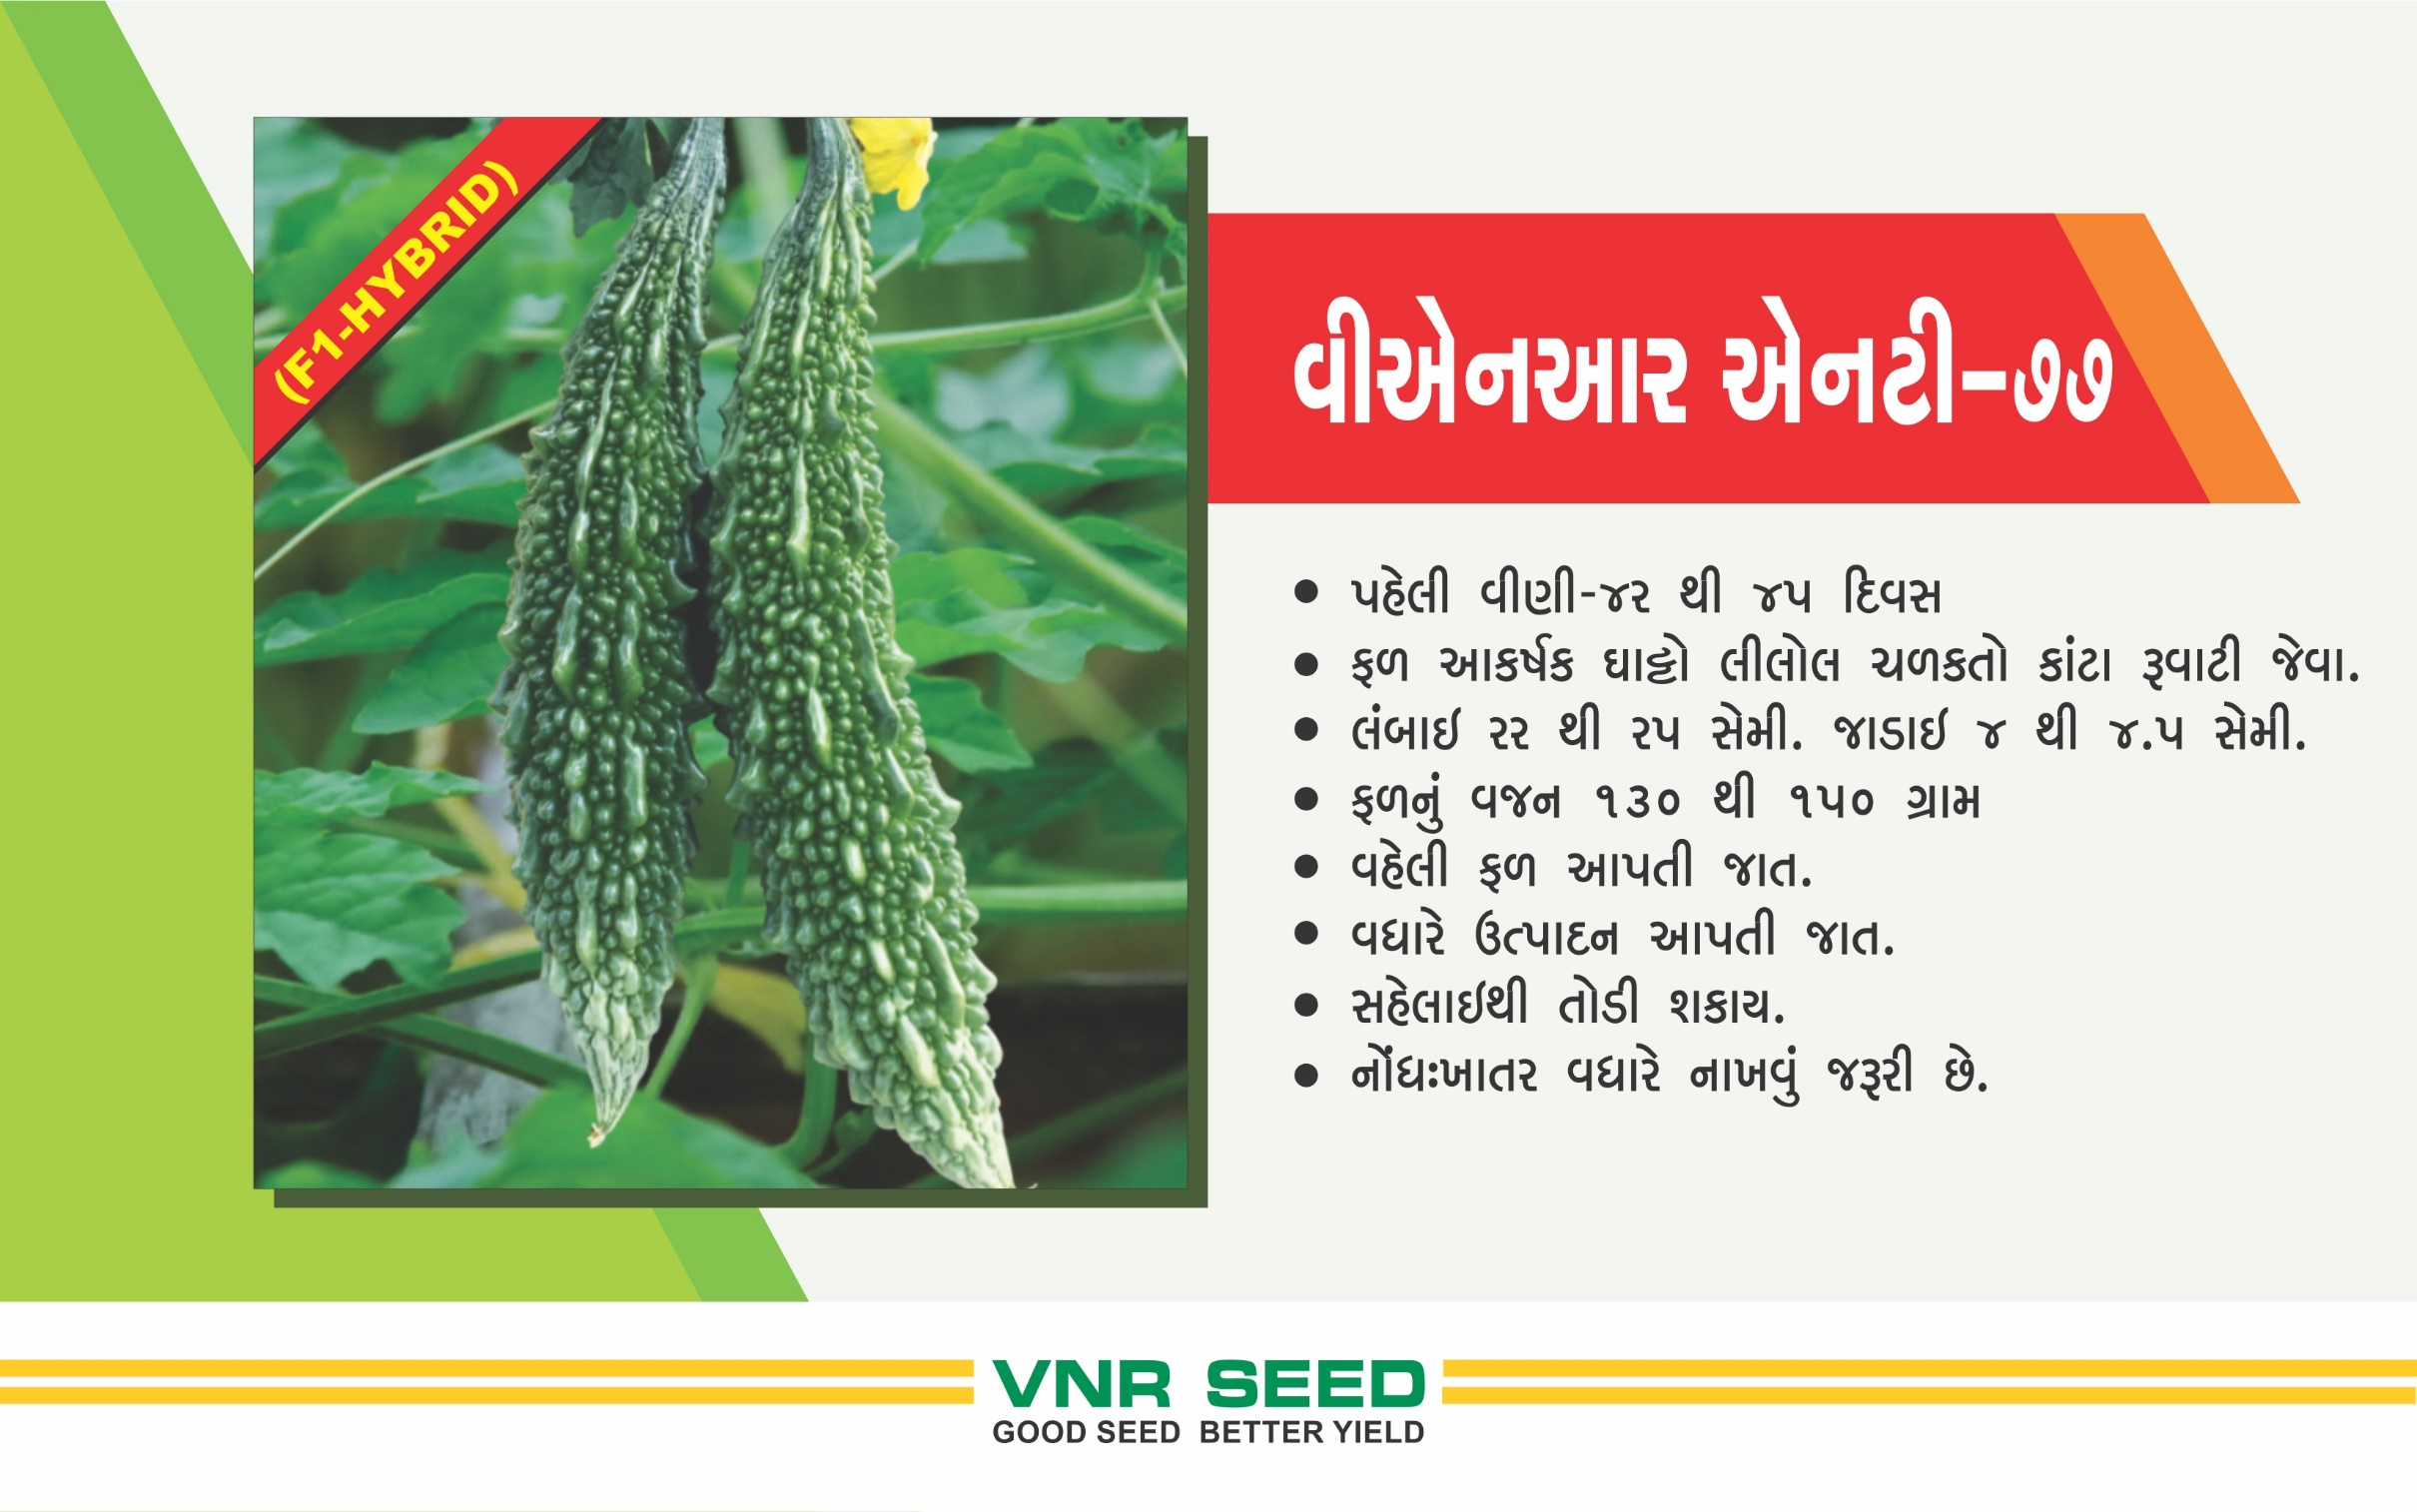 (F1-HYBRID)
વીએનઆર એનટી-૭૭
● પહેલી વીણી-૪૨ થી ૪૫ દિવસ
● ફળ આકર્ષક ઘાટ્ટો લીલોલ ચળકતો કાંટા રૂવાટી જેવા.
● લંબાઈ ૨૨ થી ૨૫ સેમી. જાડાઈ ૪ થી ૪.૫ સેમી.
● ફળનું વજન ૧૩૦ થી ૧૫૦ ગ્રામ
● વહેલી ફળ આપતી જાત.
● વધારે ઉત્પાદન આપતી જાત.
● સહેલાઈથી તોડી શકાય.
● નોંધઃખાતર વધારે નાખવું જરૂરી છે.
VNR SEED
GOOD SEED BETTER YIELD